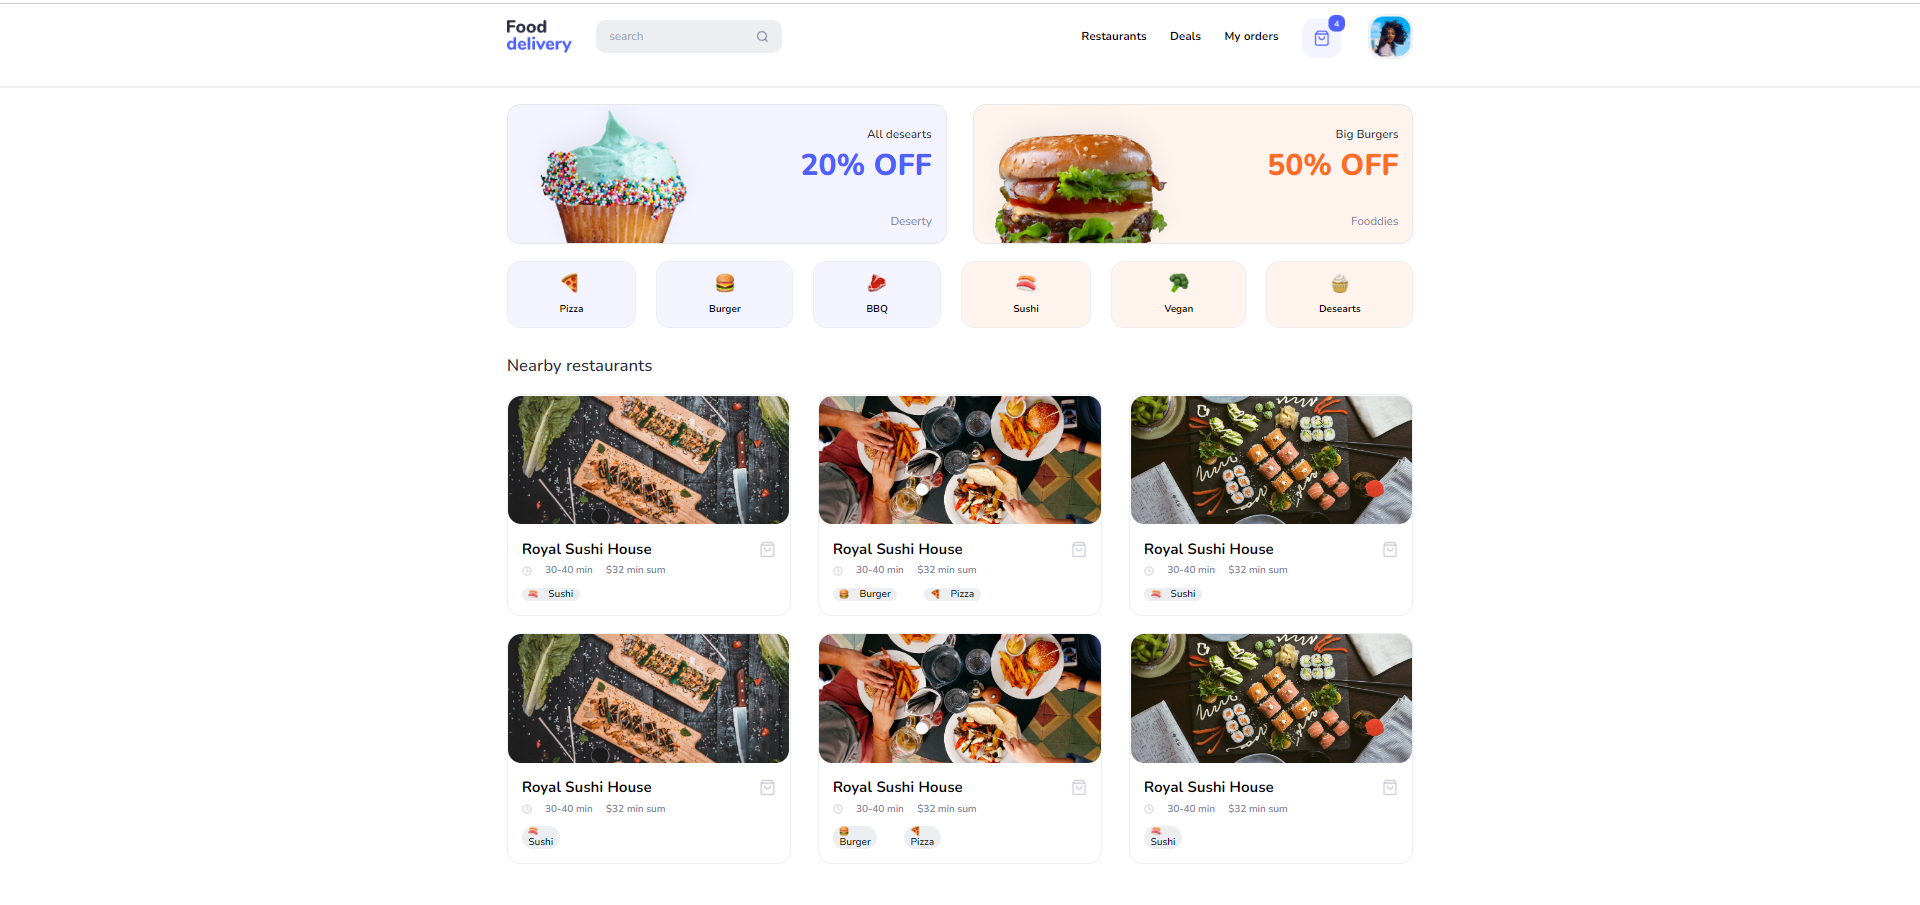 Food
delivery
search
Restaurants
Deals
My orders
4
All desearts
20% OFF
Deserty
Big Burgers
50% OFF
Fooddies
Pizza
Burger
BBQ
Sushi
Vegan
Desearts
Nearby restaurants
Royal Sushi House
30-40 min $32 min sum
Sushi
Royal Sushi House
30-40 min $32 min sum
Burger Pizza
Royal Sushi House
30-40 min $32 min sum
Sushi
Royal Sushi House
30-40 min $32 min sum
Sushi
Royal Sushi House
30-40 min $32 min sum
Burger Pizza
Royal Sushi House
30-40 min $32 min sum
Sushi